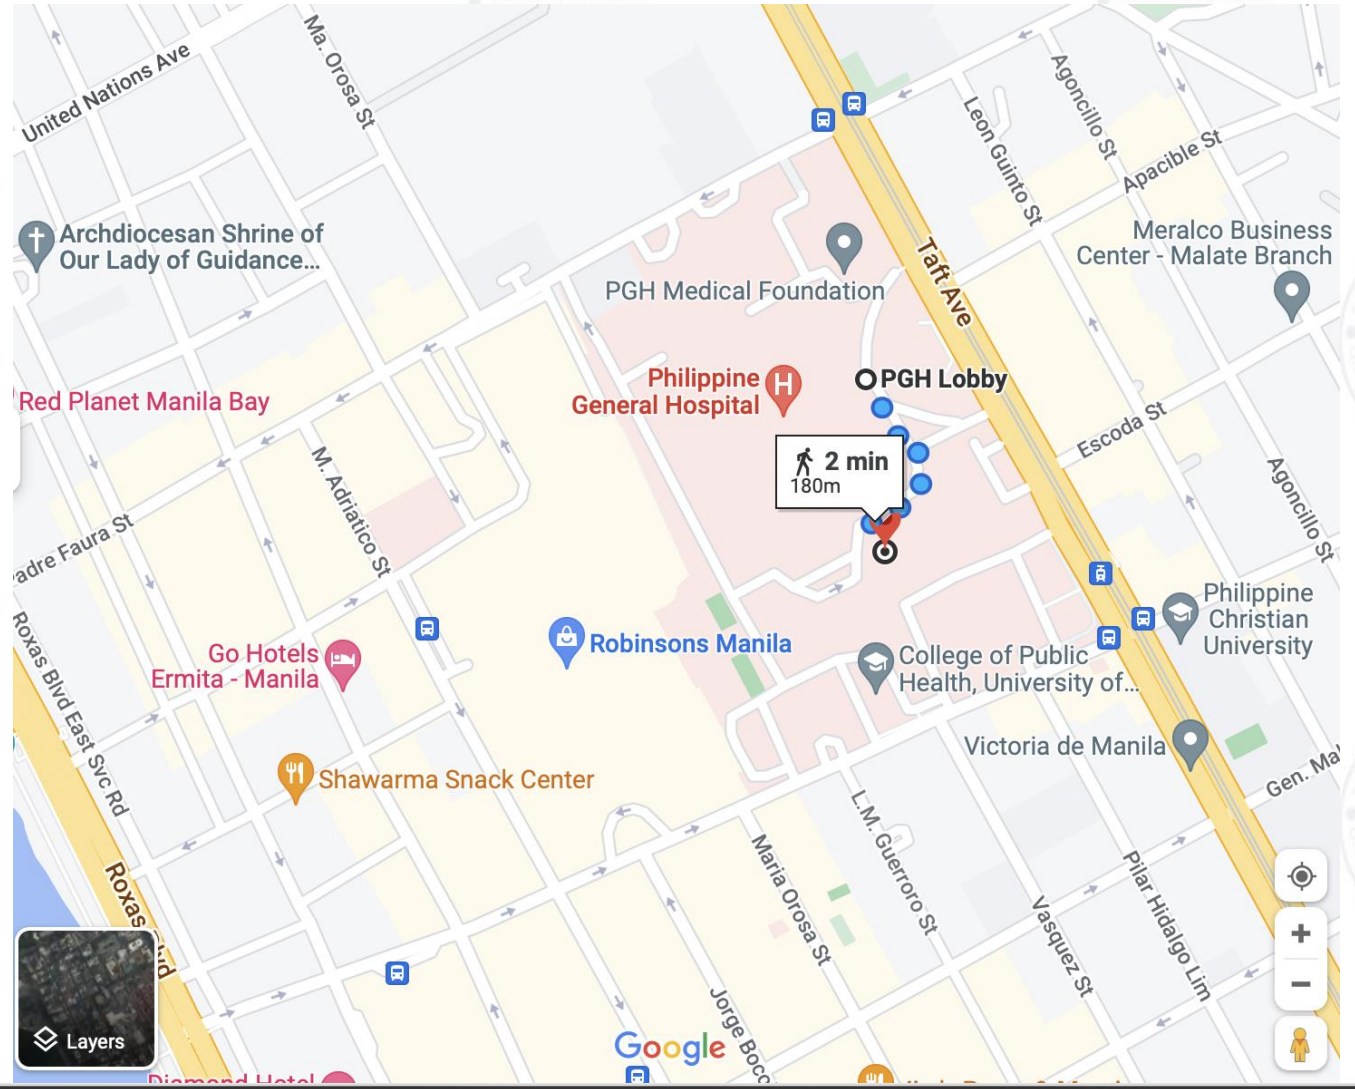 United Nations Ave
Ma. Orosa St
Agoncillo St
Leon Guinto St
Apacible St
Archdiocesan Shrine of
Our Lady of Guidance...
Meralco Business
Center - Malate Branch
Taft Ave
PGH Medical Foundation
Philippine
General Hospital
PGH Lobby
Red Planet Manila Bay
Escoda St
2 min
180m
M. Adriatico St
Agoncillo St
adre Faura St
Philippine
Christian
University
Roxas Blvd East Svc Rd
Go Hotels
Ermita - Manila
Robinsons Manila
College of Public
Health, University of...
Victoria de Manila
Gen. Mal
Shawarma Snack Center
L.M. Guerroro St
Maria Orosa St
Pilar Hidalgo Lim
Vasquez St
Roxas
vd
Jorge Boco
Layers
Google
Diamond Hotel